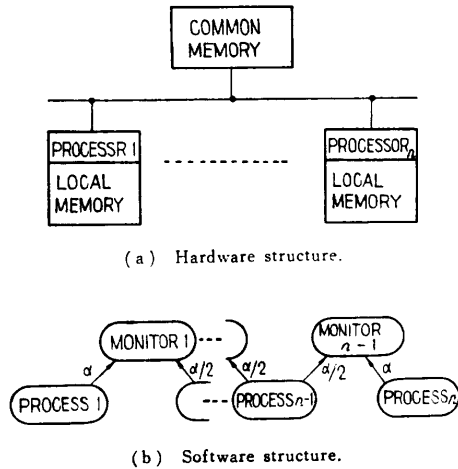 COMMON
MEMORY
PROCESSR 1
LOCAL
MEMORY
PROCESSOR n
LOCAL
MEMORY
(a) Hardware structure.
MONITOR 1
MONITOR
n-1
α
α/2
α/2
α/2
α
PROCESS 1
PROCESS n-1
PROCESS n
(b) Software structure.